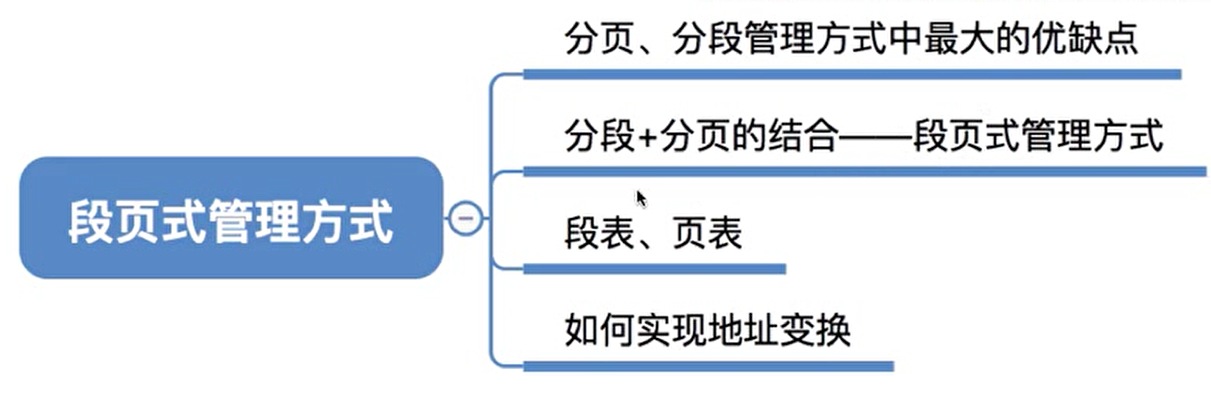 分页、分段管理方式中最大的优缺点
分段+分页的结合——段页式管理方式
段页式管理方式
段表、页表
如何实现地址变换